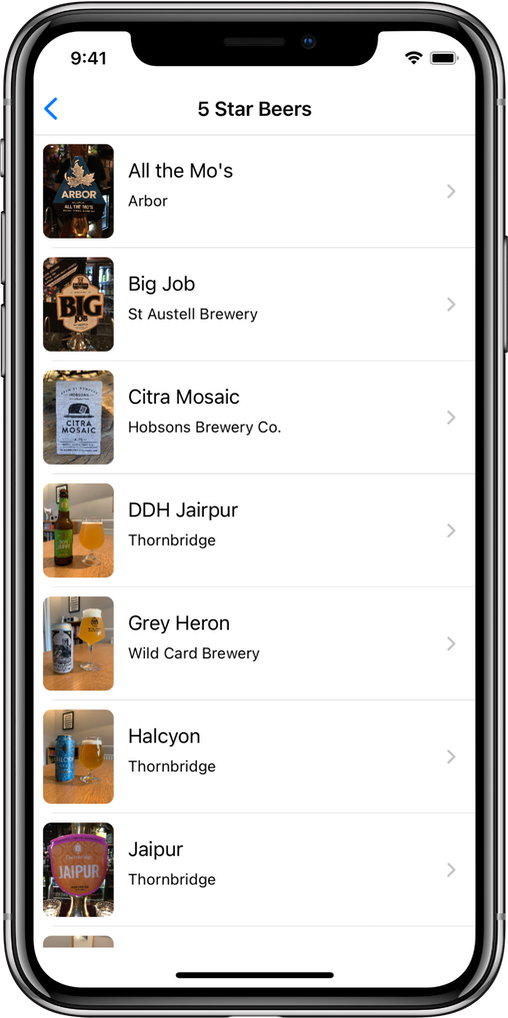 9:41
5 Star Beers
ARBOR
ALL THE MO'S
All the Mo's
Arbor
BIG
JOB
Big Job
St Austell Brewery
HOBSONS
CITRA
MOSAIC
Citra Mosaic
Hobsons Brewery Co.
DDH Jairpur
Thornbridge
Grey Heron
Wild Card Brewery
Halcyon
Thornbridge
Thornbridge
JAIPUR
Jaipur
Thornbridge